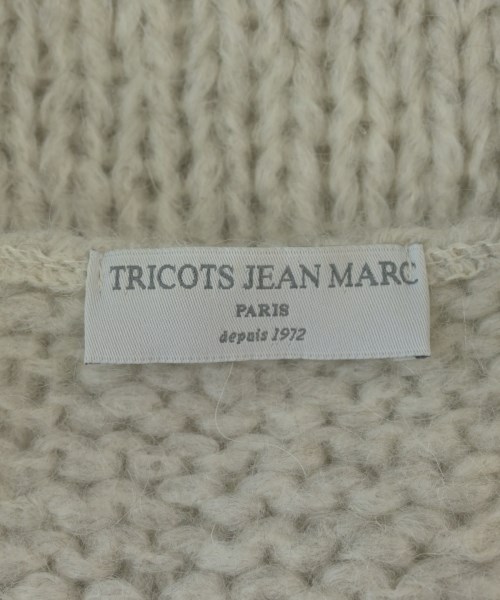 TRICOTS JEAN MARC
PARIS
depuis 1972